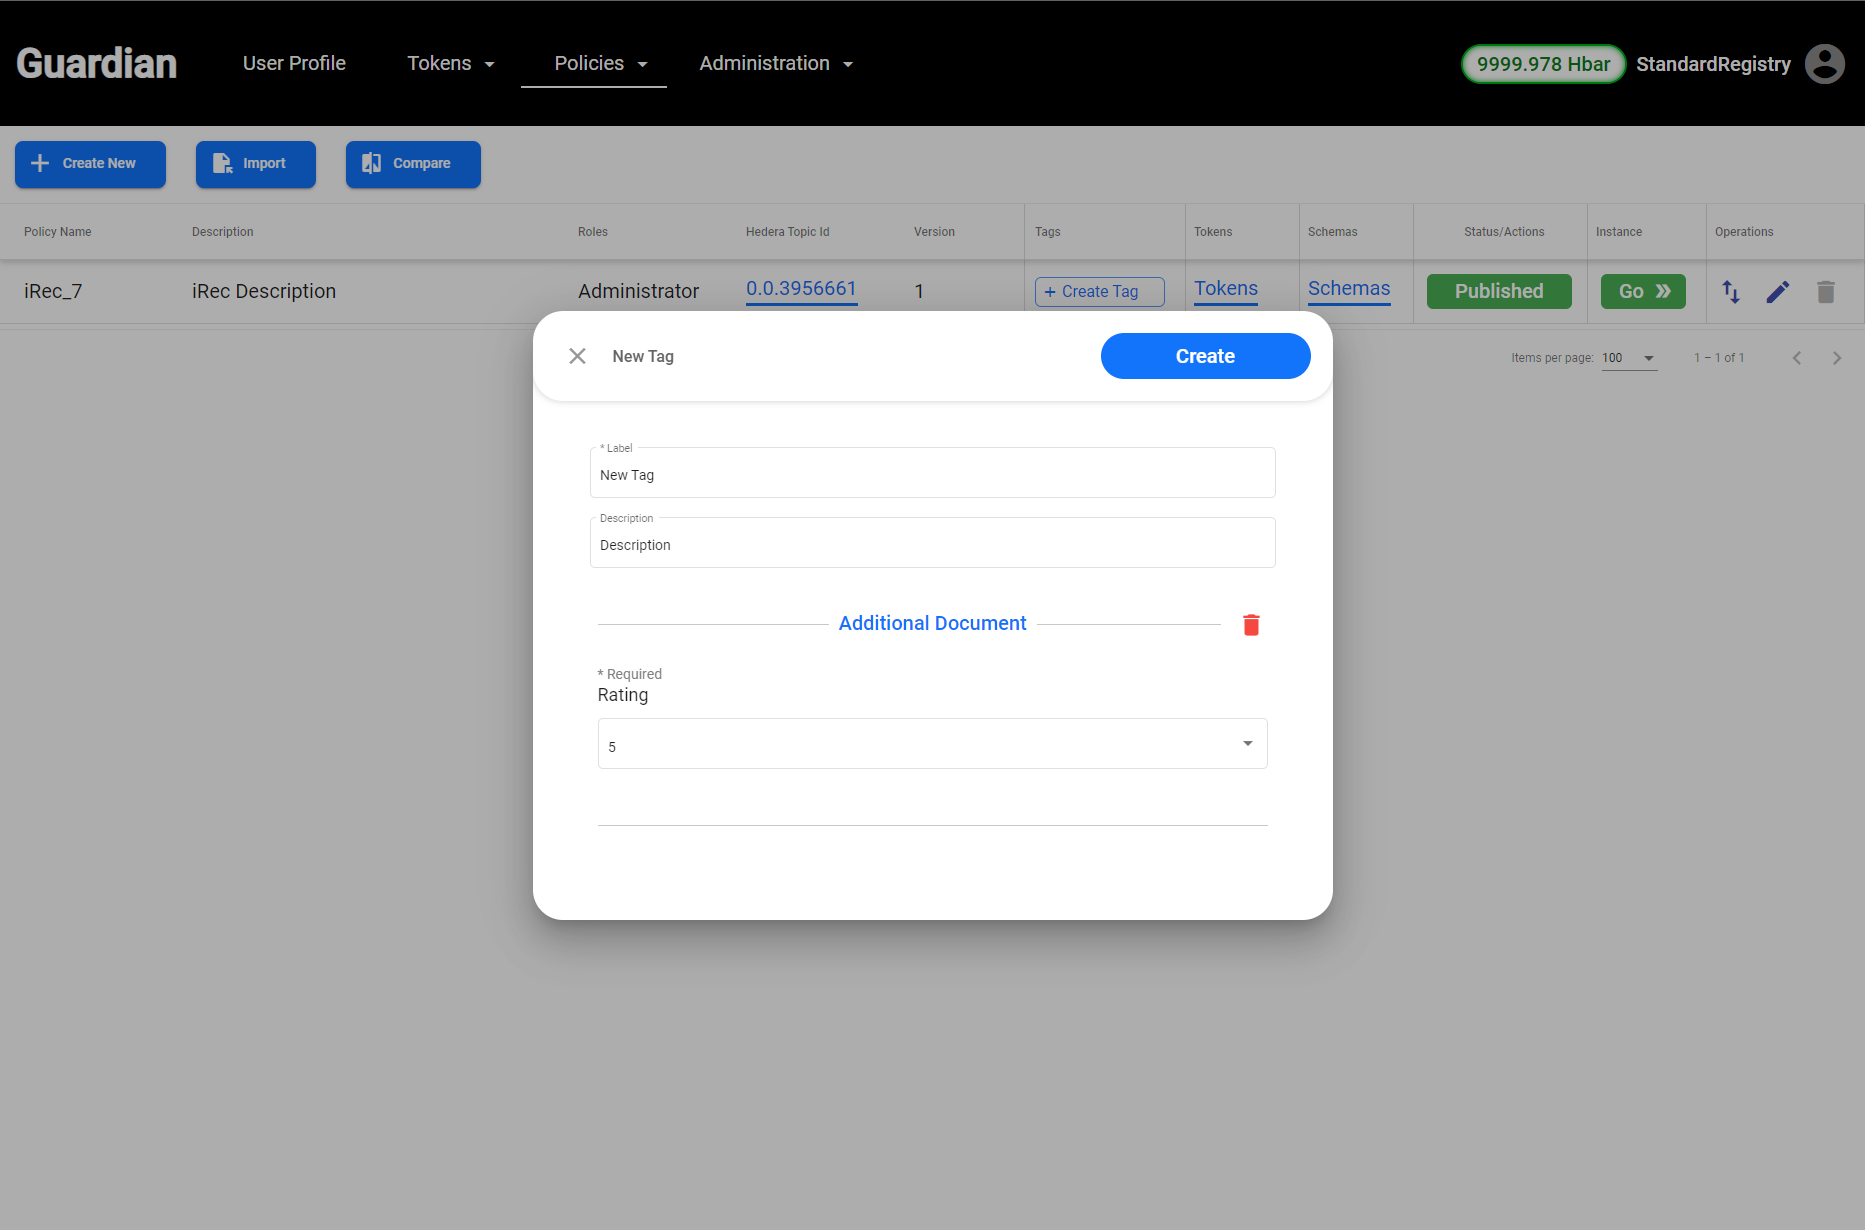 Guardian User Profile Tokens Policies Administration 9999.978 Hbar StandardRegistry
Create New Import Compare
Policy Name Description Roles Hedera Topic Id Version Tags Tokens Schemas Status/Actions Instance Operations
iRec_7 iRec Description Administrator 0.0.3956661 1 + Create Tag Tokens Schemas Published Go »
Items per page: 100 1 – 1 of 1
New Tag Create
* Label
New Tag
Description
Description
Additional Document
* Required
Rating
5